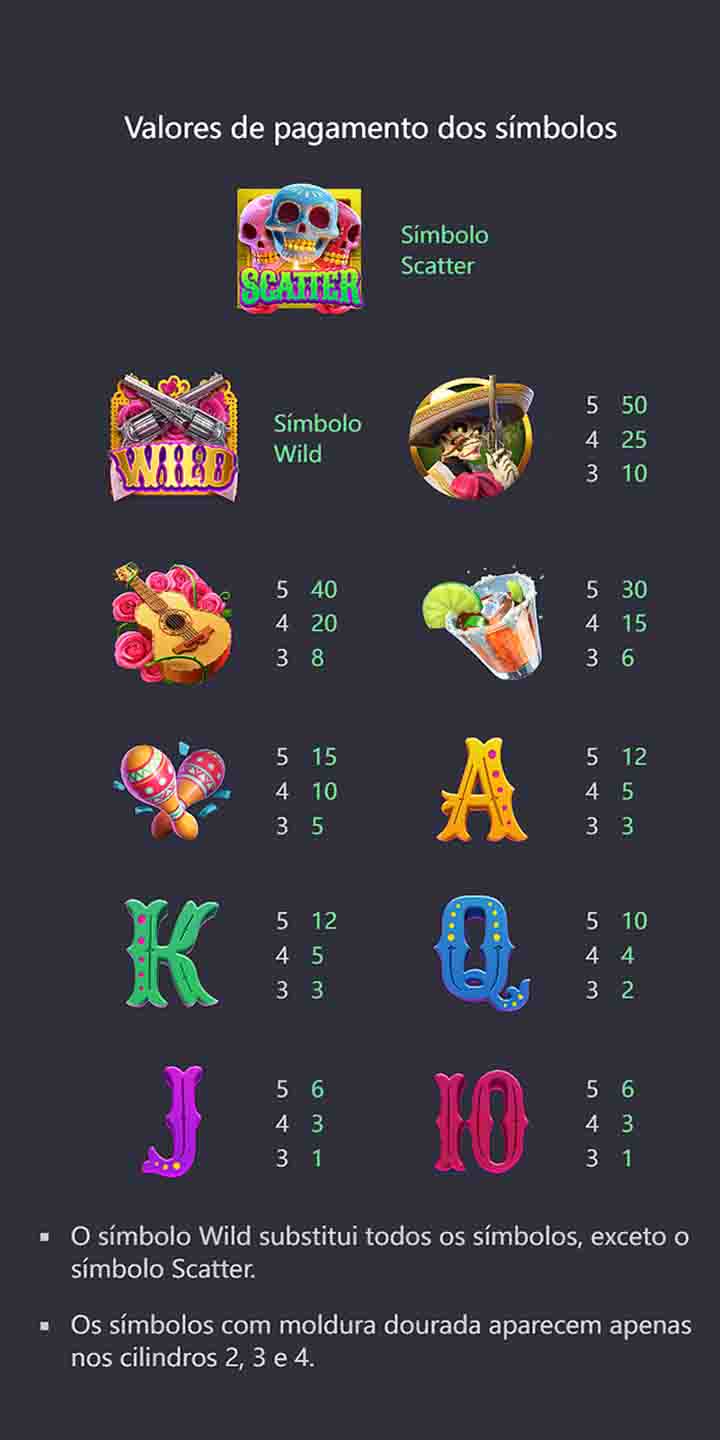 Valores de pagamento dos símbolos
SCATTER
Símbolo
Scatter
WILD
Símbolo
Wild
5 50
4 25
3 10
5 40
4 20
3 8
5 30
4 15
3 6
5 15
4 10
3 5
A
5 12
4 5
3 3
K
5 12
4 5
3 3
Q
5 10
4 4
3 2
J
5 6
4 3
3 1
10
5 6
4 3
3 1
▪ O símbolo Wild substitui todos os símbolos, exceto o
símbolo Scatter.
▪ Os símbolos com moldura dourada aparecem apenas
nos cilindros 2, 3 e 4.